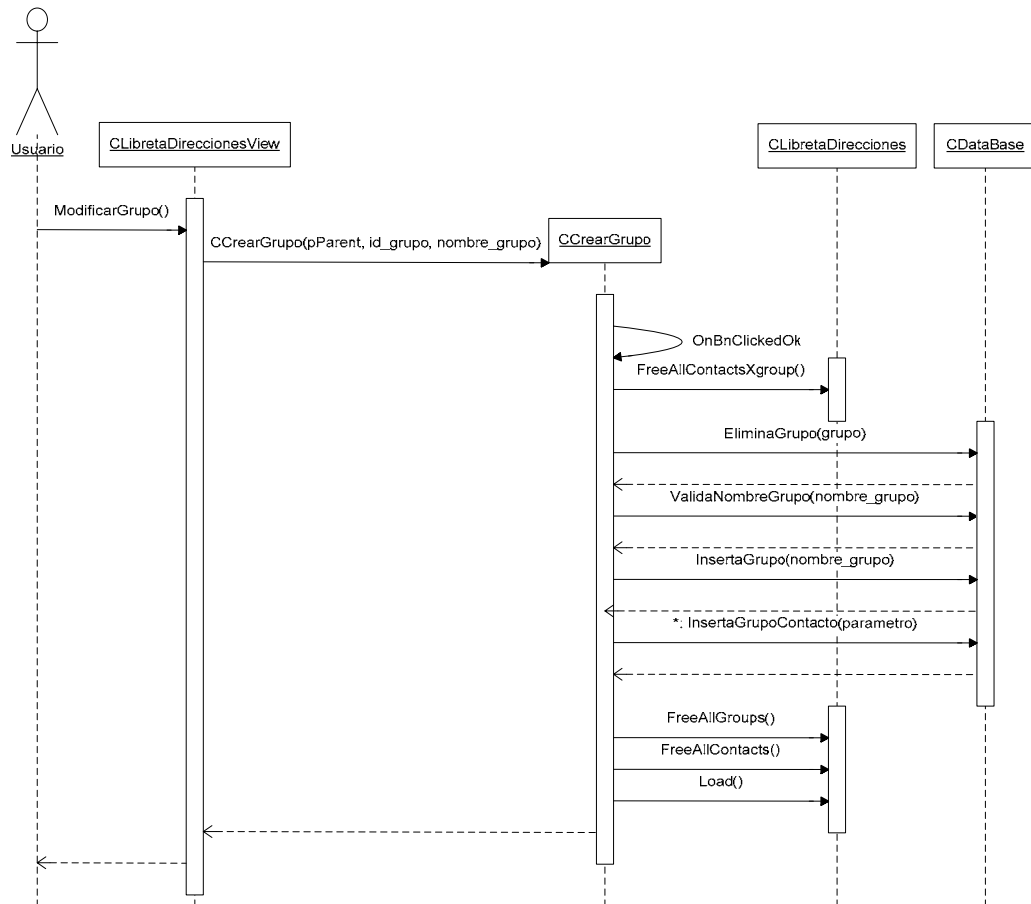 Usuario
CLibretaDireccionesView
CLibretaDirecciones
CDataBase
ModificarGrupo()
CCrearGrupo(pParent, id_grupo, nombre_grupo)
CCrearGrupo
OnBnClickedOk
FreeAllContactsXgroup()
EliminaGrupo(grupo)
ValidaNombreGrupo(nombre_grupo)
InsertaGrupo(nombre_grupo)
*: InsertaGrupoContacto(parametro)
FreeAllGroups()
FreeAllContacts()
Load()